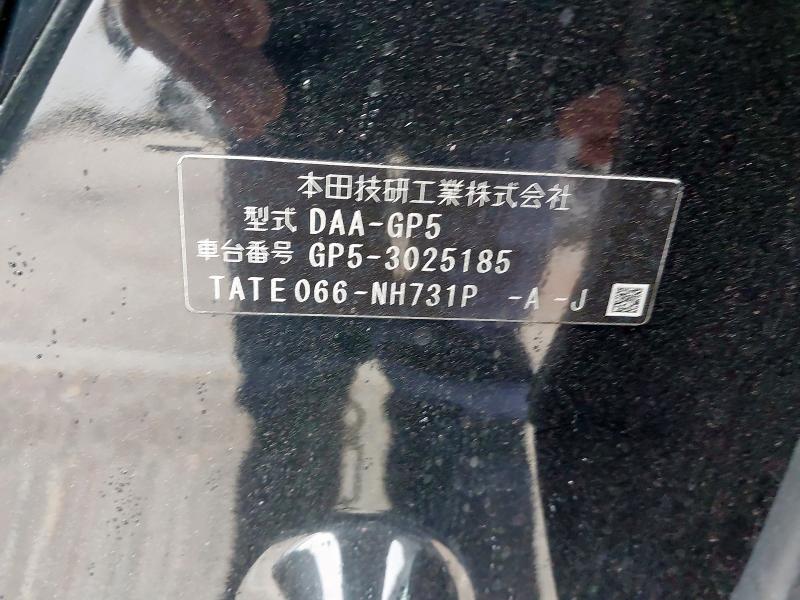 本田技研工業株式会社
型式 DAA-GP5
車台番号 GP5-3025185
TATE066-NH731P -A -J